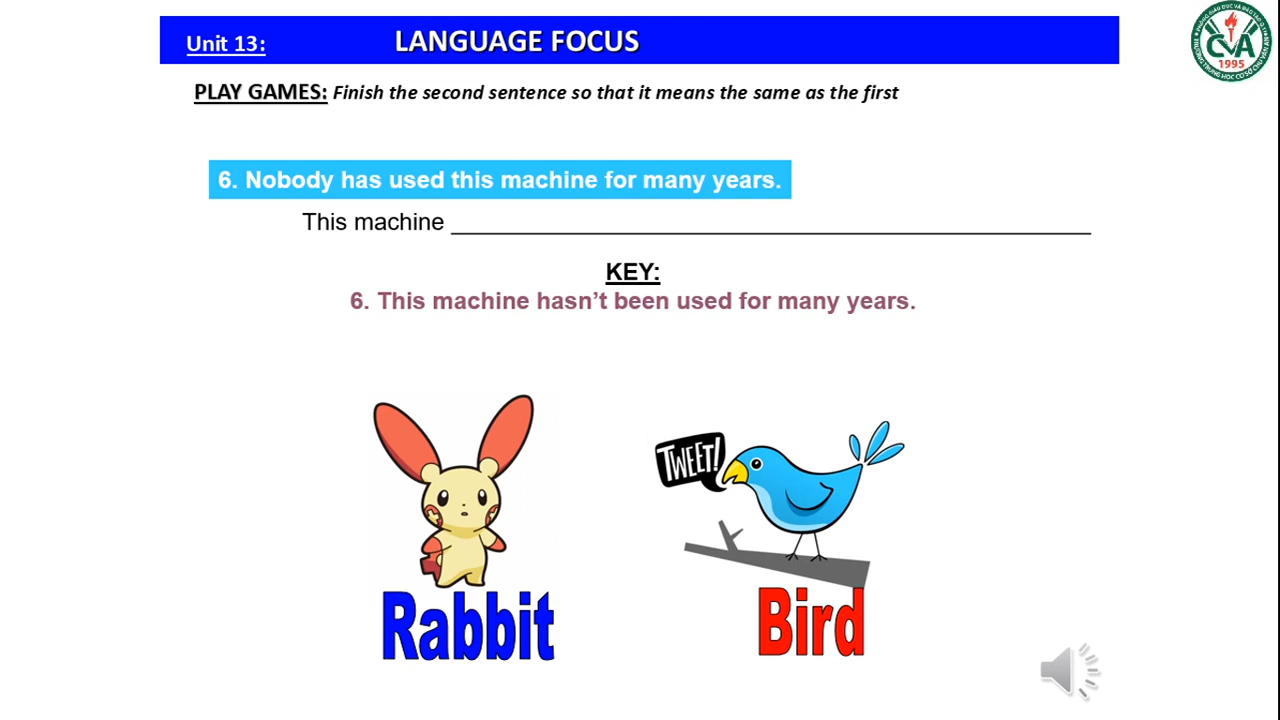 Unit 13:
LANGUAGE FOCUS
PLAY GAMES: Finish the second sentence so that it means the same as the first
6. Nobody has used this machine for many years.
This machine ________________________________________________
KEY:
6. This machine hasn't been used for many years.
TWEET!
Rabbit
Bird
CVA
1995